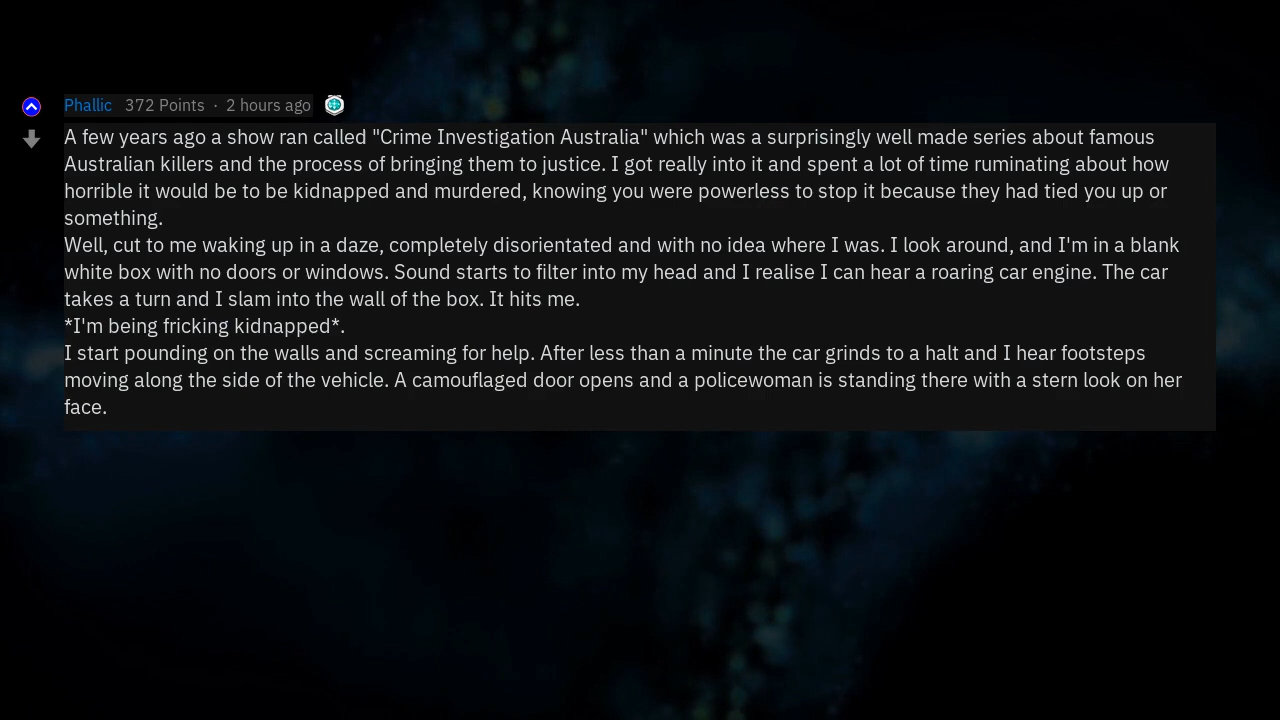 Phallic 372 Points · 2 hours ago
A few years ago a show ran called "Crime Investigation Australia" which was a surprisingly well made series about famous
Australian killers and the process of bringing them to justice. I got really into it and spent a lot of time ruminating about how
horrible it would be to be kidnapped and murdered, knowing you were powerless to stop it because they had tied you up or
something.
Well, cut to me waking up in a daze, completely disorientated and with no idea where I was. I look around, and I'm in a blank
white box with no doors or windows. Sound starts to filter into my head and I realise I can hear a roaring car engine. The car
takes a turn and I slam into the wall of the box. It hits me.
*I'm being fricking kidnapped*.
I start pounding on the walls and screaming for help. After less than a minute the car grinds to a halt and I hear footsteps
moving along the side of the vehicle. A camouflaged door opens and a policewoman is standing there with a stern look on her
face.